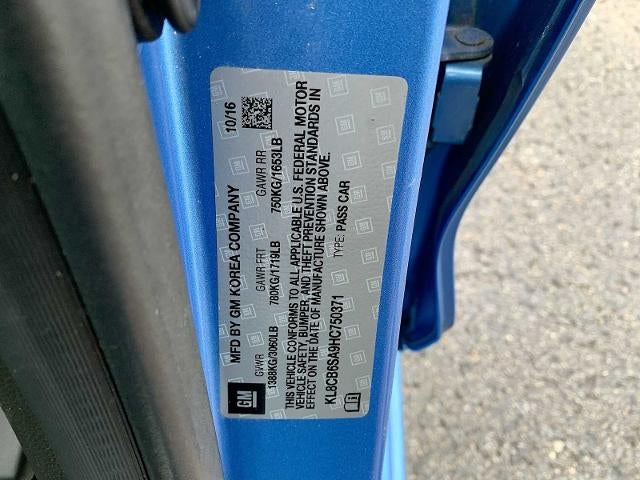 MFD BY GM KOREA COMPANY 10/16
GVWR GAWR FRT GAWR RR
1388KG/3060LB 780KG/1719LB 750KG/1653LB
THIS VEHICLE CONFORMS TO ALL APPLICABLE U.S. FEDERAL MOTOR
VEHICLE SAFETY, BUMPER, AND THEFT PREVENTION STANDARDS IN
EFFECT ON THE DATE OF MANUFACTURE SHOWN ABOVE.
KL8CB6SA9HC750371 TYPE: PASS CAR
GM